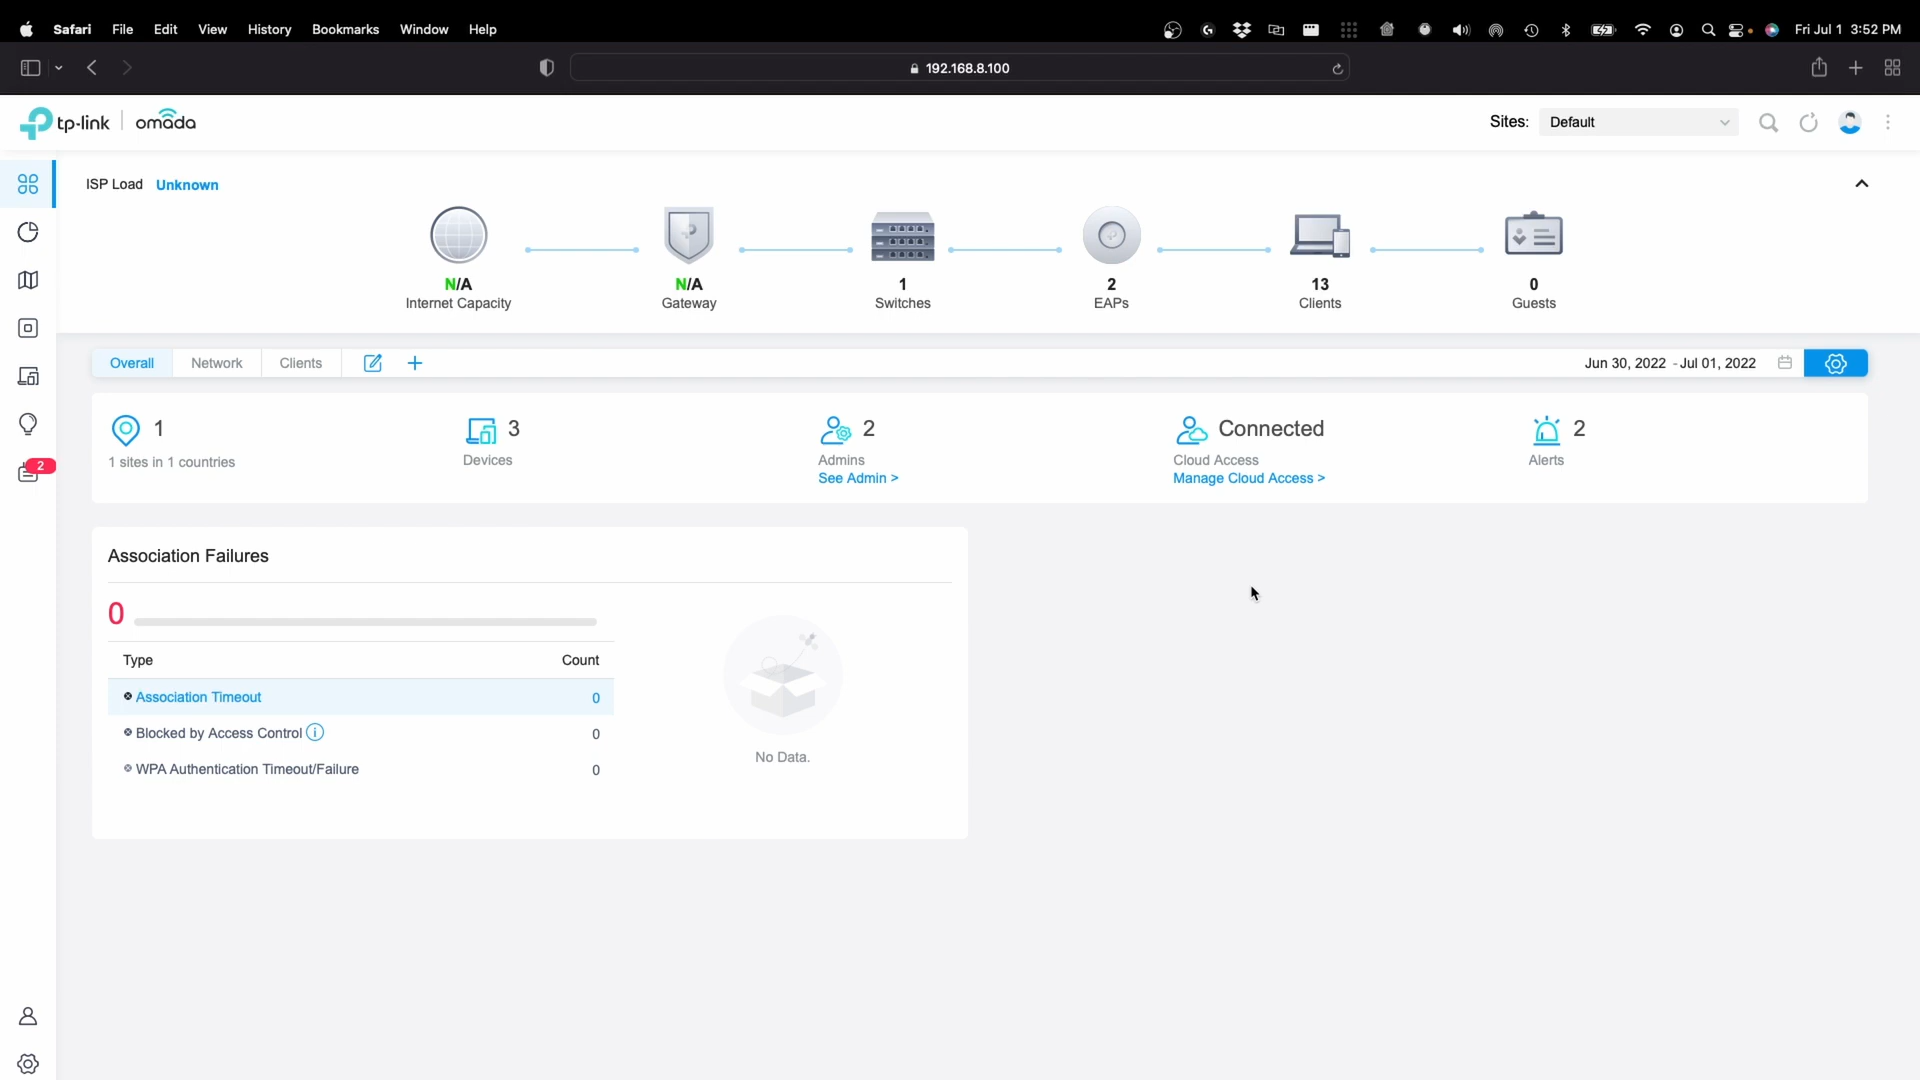 Safari File Edit View History Bookmarks Window Help Fri Jul 1 3:52 PM
192.168.8.100
tp-link omada Sites: Default
ISP Load Unknown
N/A N/A 1 2 13 0
Internet Capacity Gateway Switches EAPs Clients Guests
Overall Network Clients Jun 30, 2022 - Jul 01, 2022
1 3 2 Connected 2
1 sites in 1 countries Devices Admins Cloud Access Alerts
See Admin > Manage Cloud Access >
2
Association Failures
0
Type Count
Association Timeout 0
Blocked by Access Control 0
WPA Authentication Timeout/Failure 0
No Data.